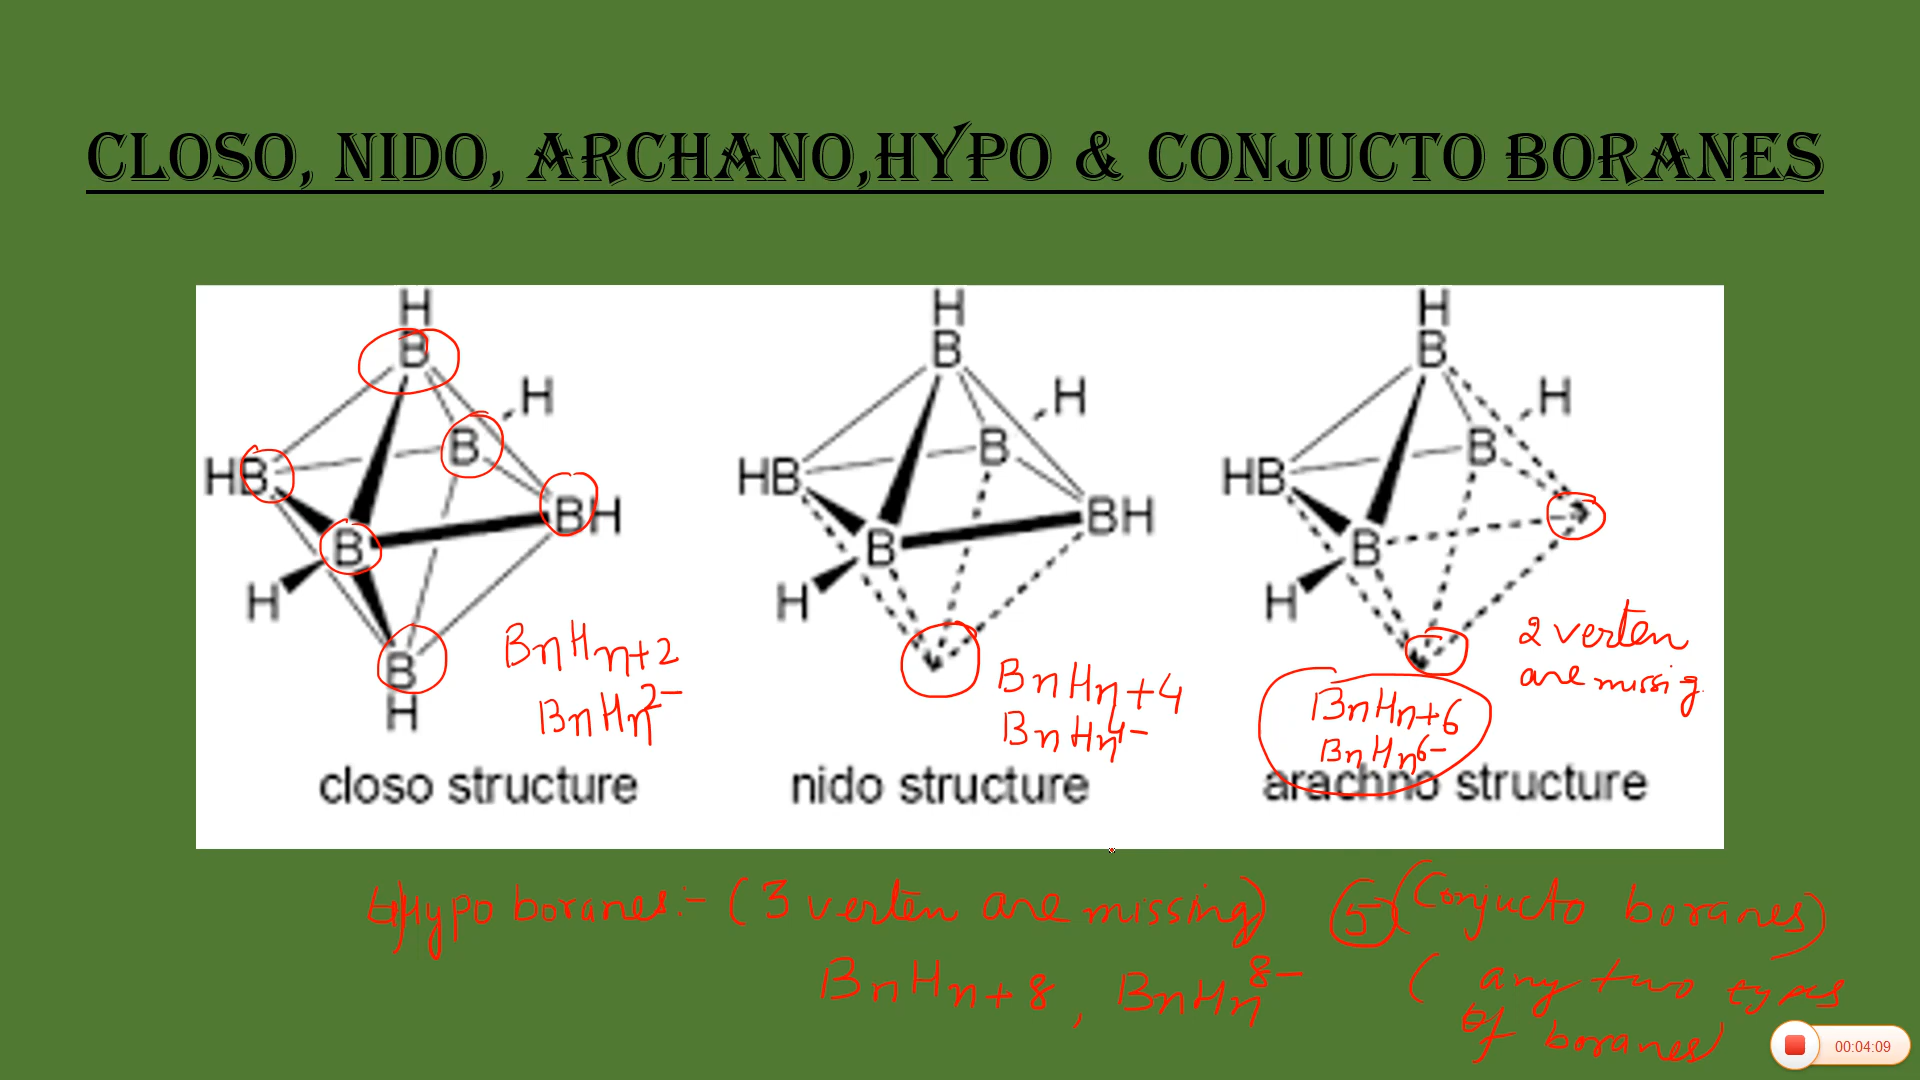 CLOSO, NIDO, ARCHANO,HYPO & CONJUCTO BORANES
H
B
H
B
HB
BH
B
H
B
H
BnHn+2
BnHn2-
closo structure
H
B
H
B
HB
BH
B
H
BnHn+4
BnHn4-
nido structure
H
B
H
B
HB
B
H
2 verten
are missing
BnHn+6
BnHn6-
arachno structure
4) Hypo boranes:- (3 verten are missing)
BnHn+8, BnHn8-
5 (Conjucto boranes)
( any two types
of boranes)
00:04:09